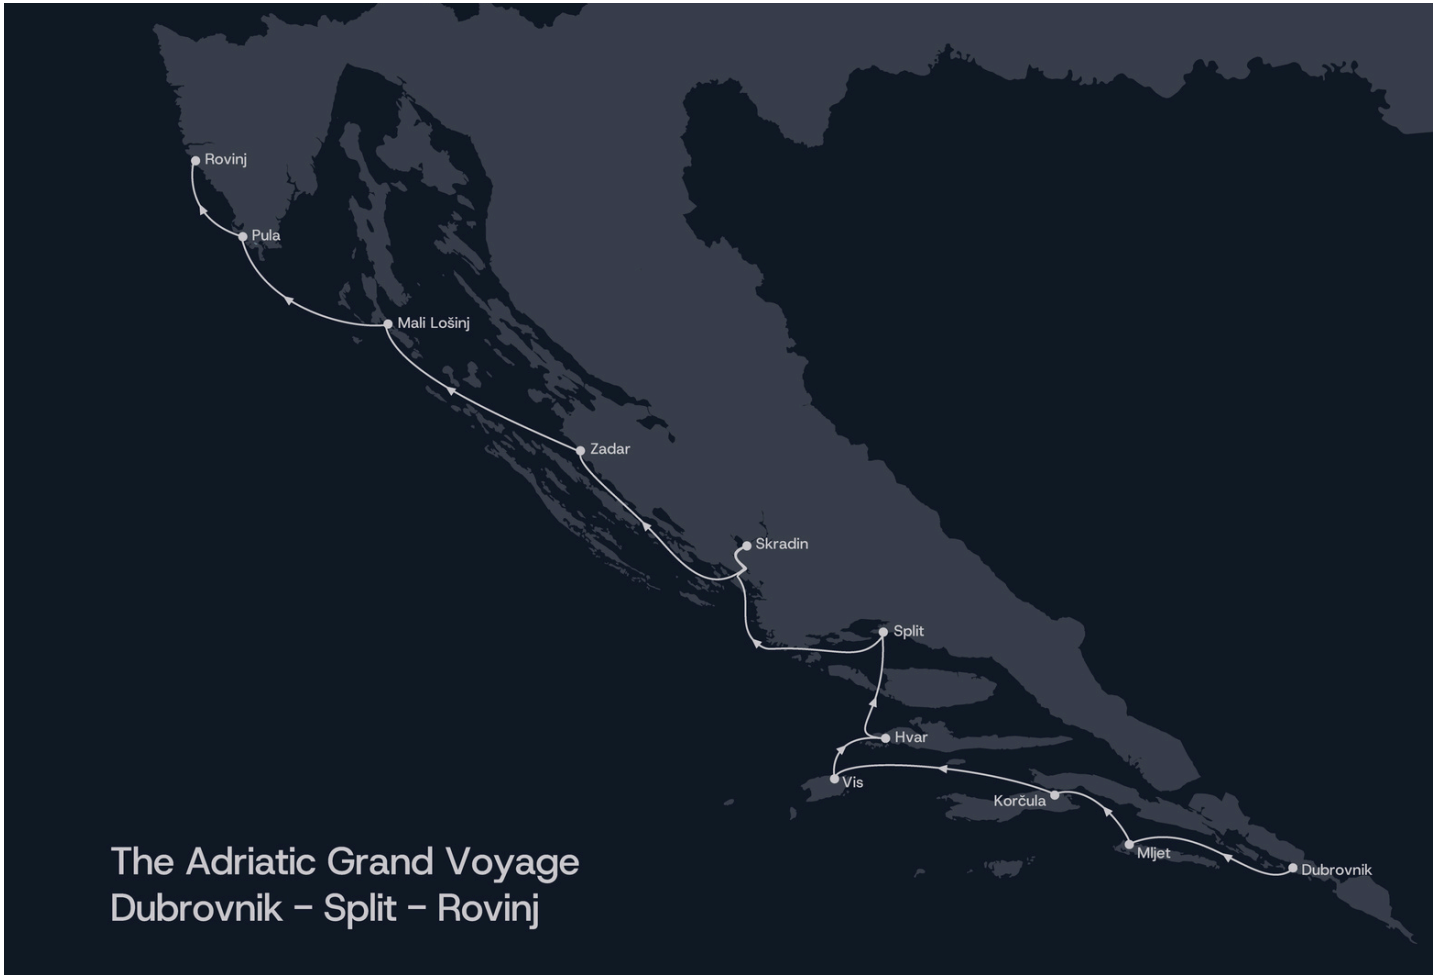 Rovinj
Pula
Mali Lošinj
Zadar
Skradin
Split
Hvar
Vis
Korčula
Mljet
Dubrovnik
The Adriatic Grand Voyage
Dubrovnik – Split – Rovinj